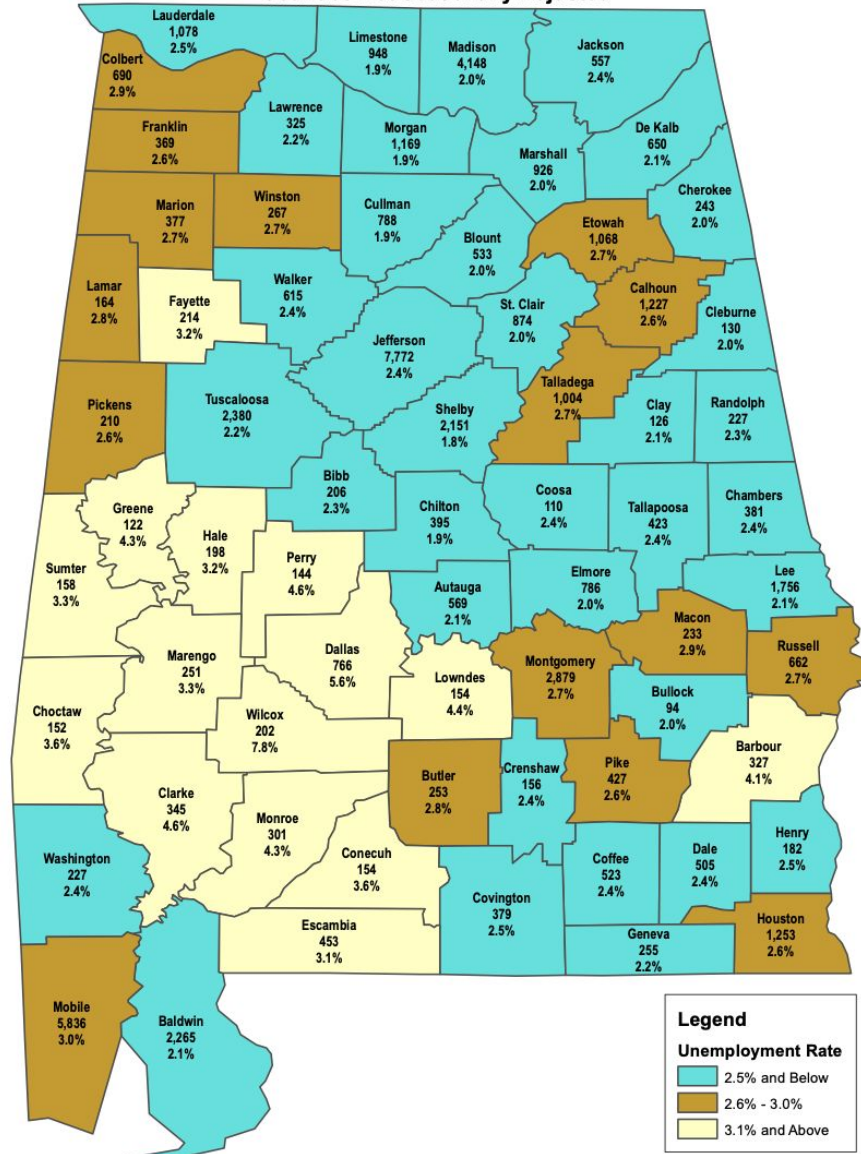 Lauderdale
1,078
2.5%
Limestone
948
1.9%
Madison
4,148
2.0%
Jackson
557
2.4%
Colbert
690
2.9%
Lawrence
325
2.2%
Franklin
369
2.6%
Morgan
1,169
1.9%
De Kalb
650
2.1%
Marshall
926
2.0%
Cherokee
243
2.0%
Marion
377
2.7%
Winston
267
2.7%
Cullman
788
1.9%
Etowah
1,068
2.7%
Blount
533
2.0%
Lamar
164
2.8%
Fayette
214
3.2%
Walker
615
2.4%
St. Clair
874
2.0%
Calhoun
1,227
2.6%
Cleburne
130
2.0%
Jefferson
7,772
2.4%
Talladega
1,004
2.7%
Pickens
210
2.6%
Tuscaloosa
2,380
2.2%
Shelby
2,151
1.8%
Clay
126
2.1%
Randolph
227
2.3%
Bibb
206
2.3%
Greene
122
4.3%
Hale
198
3.2%
Chilton
395
1.9%
Coosa
110
2.4%
Tallapoosa
423
2.4%
Chambers
381
2.4%
Sumter
158
3.3%
Perry
144
4.6%
Autauga
569
2.1%
Elmore
786
2.0%
Lee
1,756
2.1%
Macon
233
2.9%
Russell
662
2.7%
Marengo
251
3.3%
Dallas
766
5.6%
Lowndes
154
4.4%
Montgomery
2,879
2.7%
Bullock
94
2.0%
Choctaw
152
3.6%
Wilcox
202
7.8%
Barbour
327
4.1%
Clarke
345
4.6%
Butler
253
2.8%
Crenshaw
156
2.4%
Pike
427
2.6%
Monroe
301
4.3%
Conecuh
154
3.6%
Washington
227
2.4%
Coffee
523
2.4%
Dale
505
2.4%
Henry
182
2.5%
Covington
379
2.5%
Escambia
453
3.1%
Geneva
255
2.2%
Houston
1,253
2.6%
Mobile
5,836
3.0%
Baldwin
2,265
2.1%
Legend
Unemployment Rate
2.5% and Below
2.6% - 3.0%
3.1% and Above